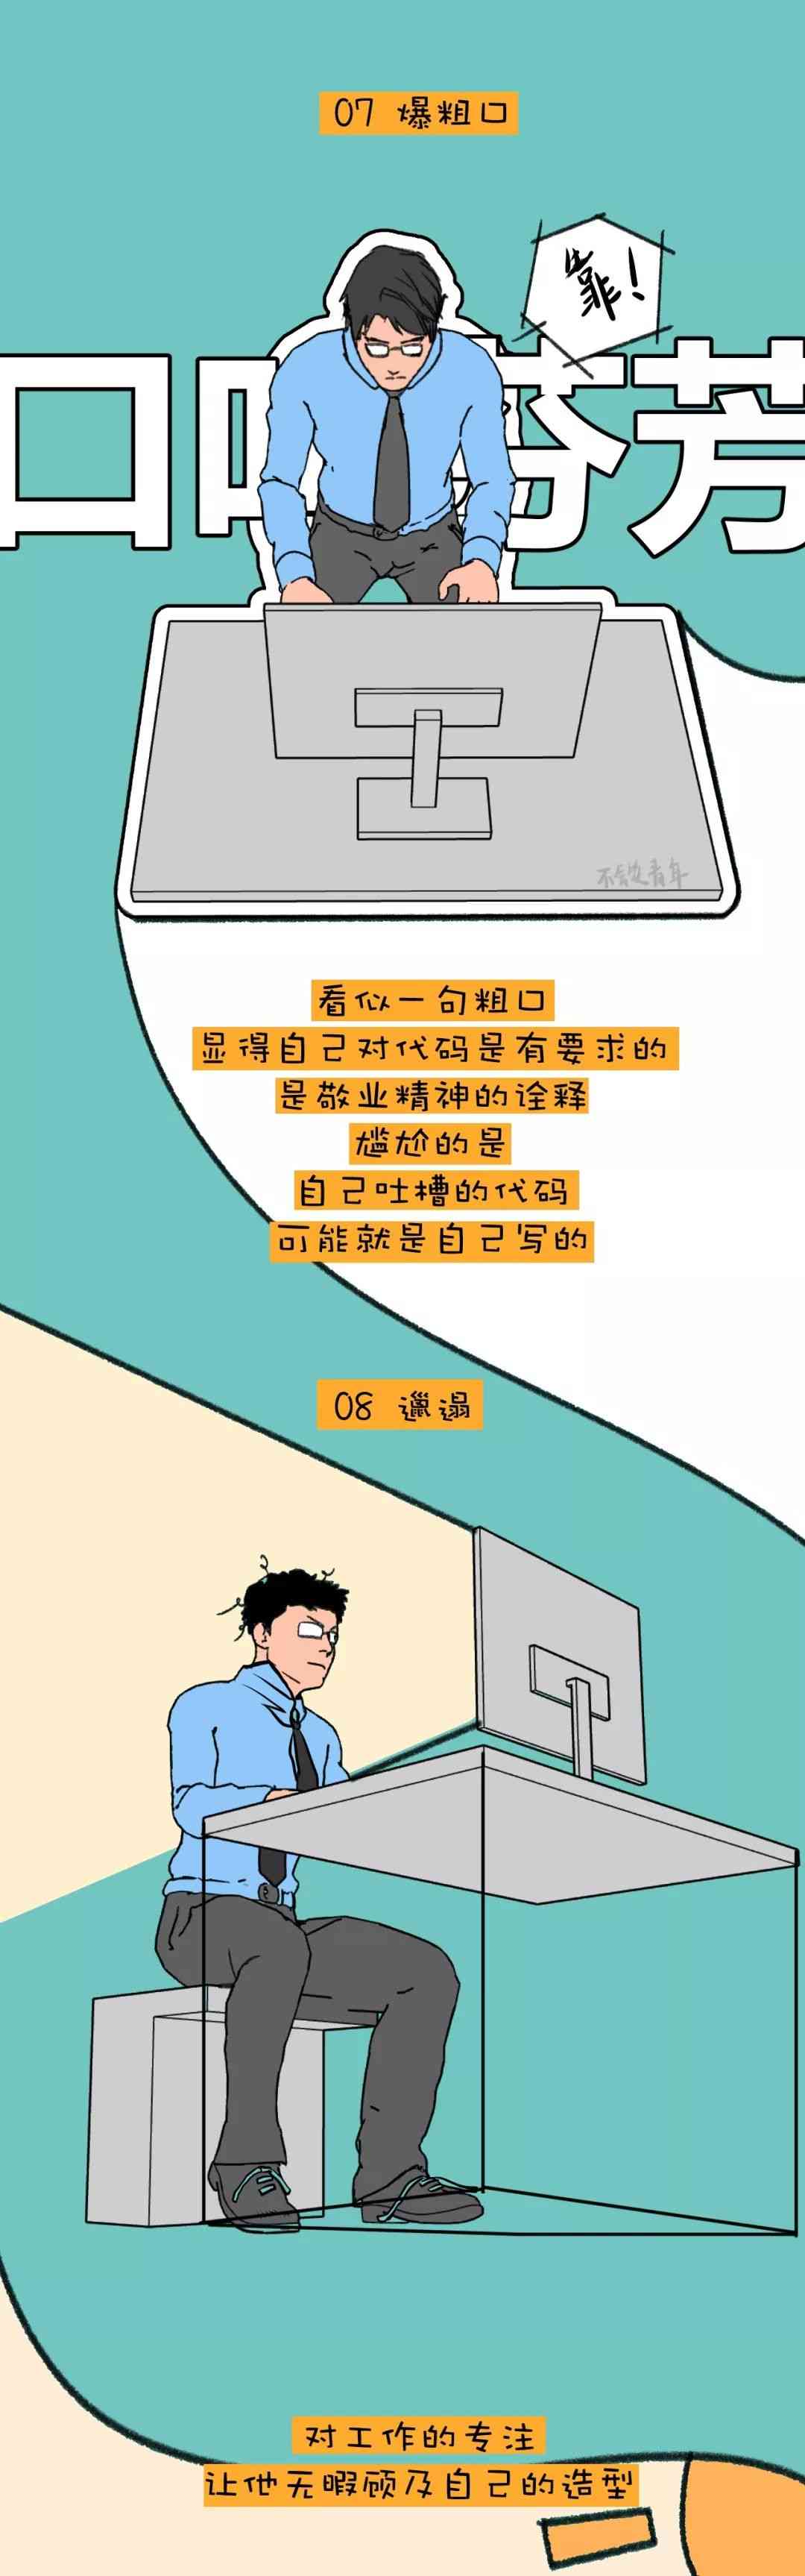 07 爆粗口
靠!
口吐芬芳
看似一句粗口
显得自己对代码是有要求的
是敬业精神的诠释
尴尬的是
自己吐槽的代码
可能就是自己写的
08 邋遢
对工作的专注
让他无暇顾及自己的造型